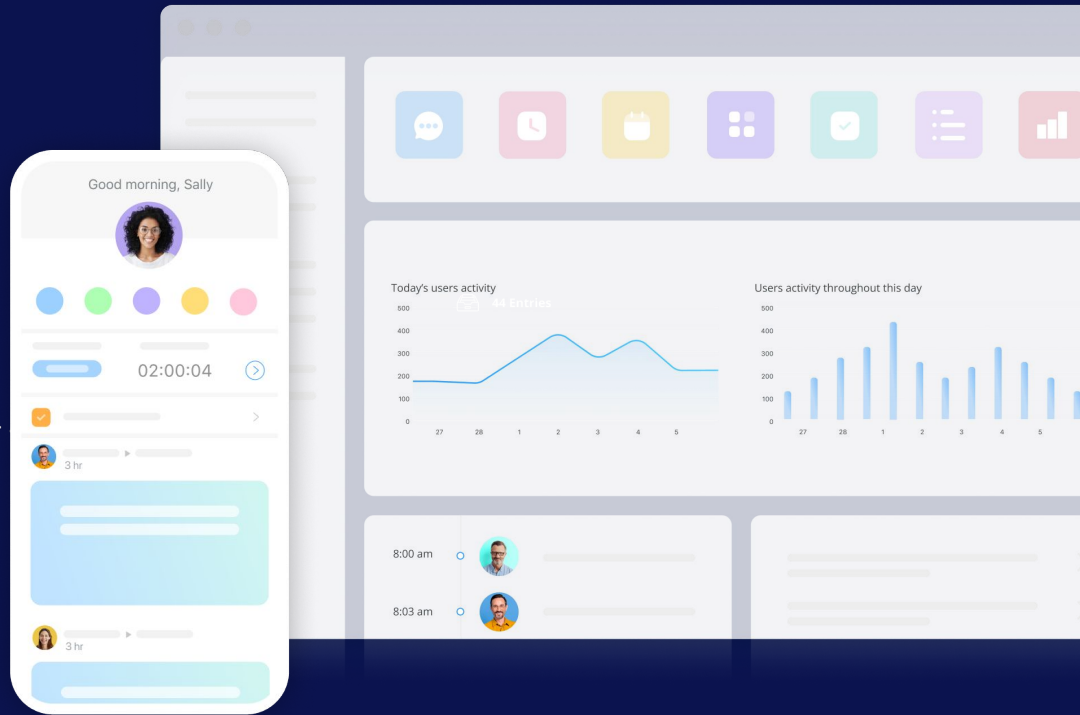 Good morning, Sally
02:00:04
3 hr
3 hr
Today's users activity
44 Entries
500
400
300
200
100
0
27 28 1 2 3 4 5
Users activity throughout this day
500
400
300
200
100
0
27 28 1 2 3 4 5
8:00 am
8:03 am